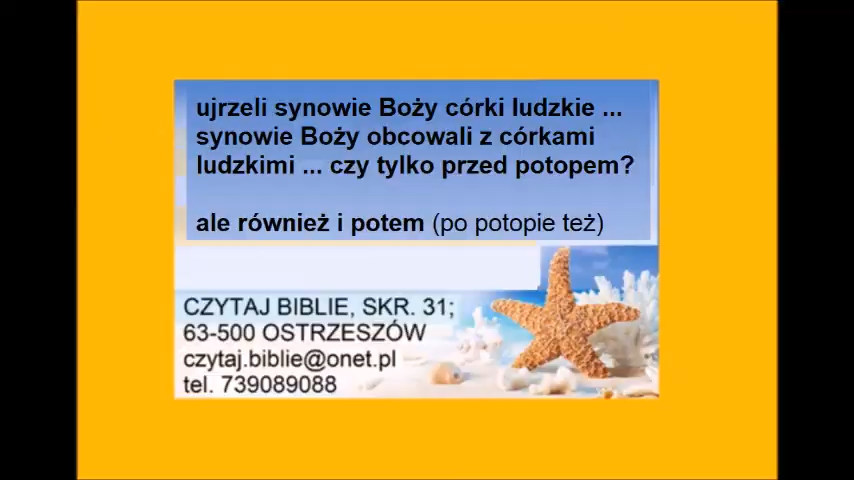 ujrzeli synowie Boży córki ludzkie ...
synowie Boży obcowali z córkami
ludzkimi ... czy tylko przed potopem?
ale również i potem (po potopie też)
CZYTAJ BIBLIE, SKR. 31;
63-500 OSTRZESZÓW
czytaj.biblie@onet.pl
tel. 739089088